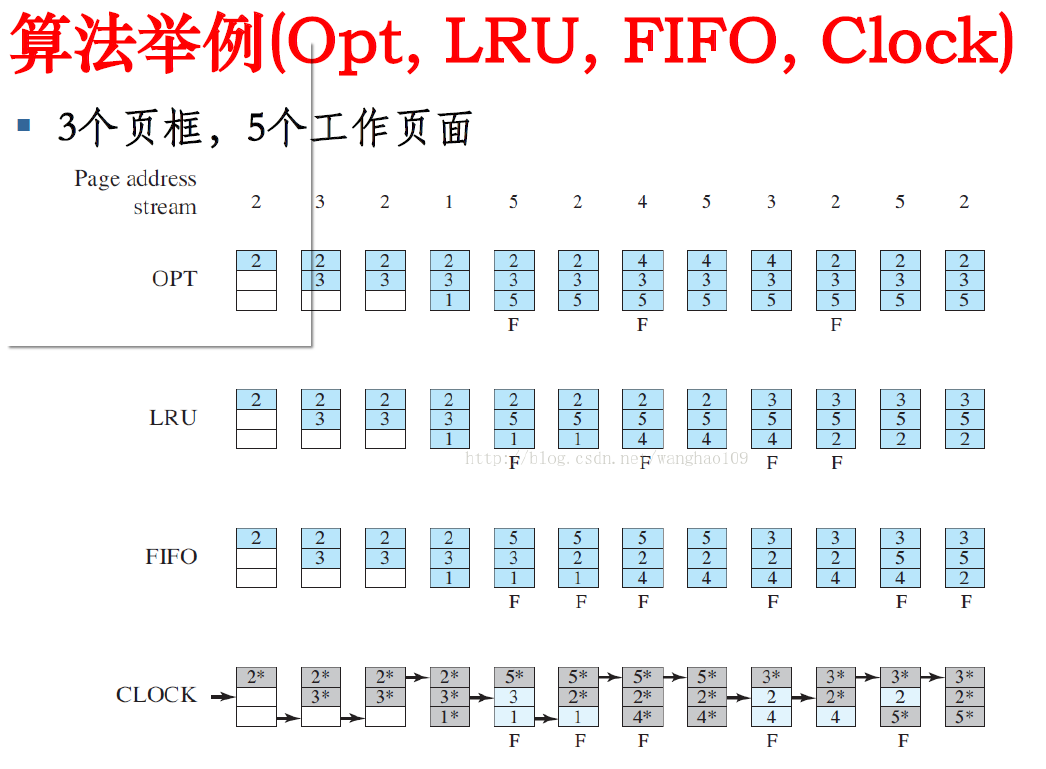 算法举例(Opt, LRU, FIFO, Clock)
3个页框，5个工作页面
Page address
stream 2 3 2 1 5 2 4 5 3 2 5 2
2 2 2 2 2 2 4 4 4 2 2 2
OPT 3 3 3 3 3 3 3 3 3 3 3
1 5 5 5 5 5 5 5 5
F F F
2 2 2 2 2 2 2 2 3 3 3 3
LRU 3 3 3 5 5 5 5 5 5 5 5
1 1 1 4 4 4 2 2 2
http://blog.csdn.net/wanghao109
F F F F
2 2 2 2 5 5 5 5 3 3 3 3
FIFO 3 3 3 3 2 2 2 2 2 5 5
1 1 1 4 4 4 4 4 2
F F F F F F
2* 2* 2* 2* 5* 5* 5* 5* 3* 3* 3* 3*
CLOCK 3* 3* 3* 3 2* 2* 2* 2 2* 2 2*
1* 1 1 4* 4* 4 4 5* 5*
F F F F F